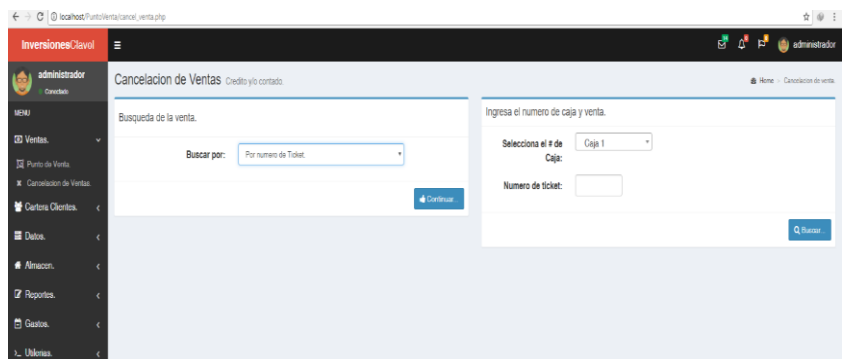 localhost/PuntoVenta/cancel_venta.php
InversionesClavol
administrador
administrador
Conectado
Cancelacion de Ventas Credito y/o contado.
Home > Cancelacion de venta.
MENU
Ventas.
Punto de Venta.
Cancelacion de Ventas.
Cartera Clientes.
Datos.
Almacen.
Reportes.
Gastos.
Utilerias.
Busqueda de la venta.
Buscar por: Por numero de Ticket.
Continuar...
Ingresa el numero de caja y venta.
Selecciona el # de Caja 1
Caja:
Numero de ticket:
Buscar...